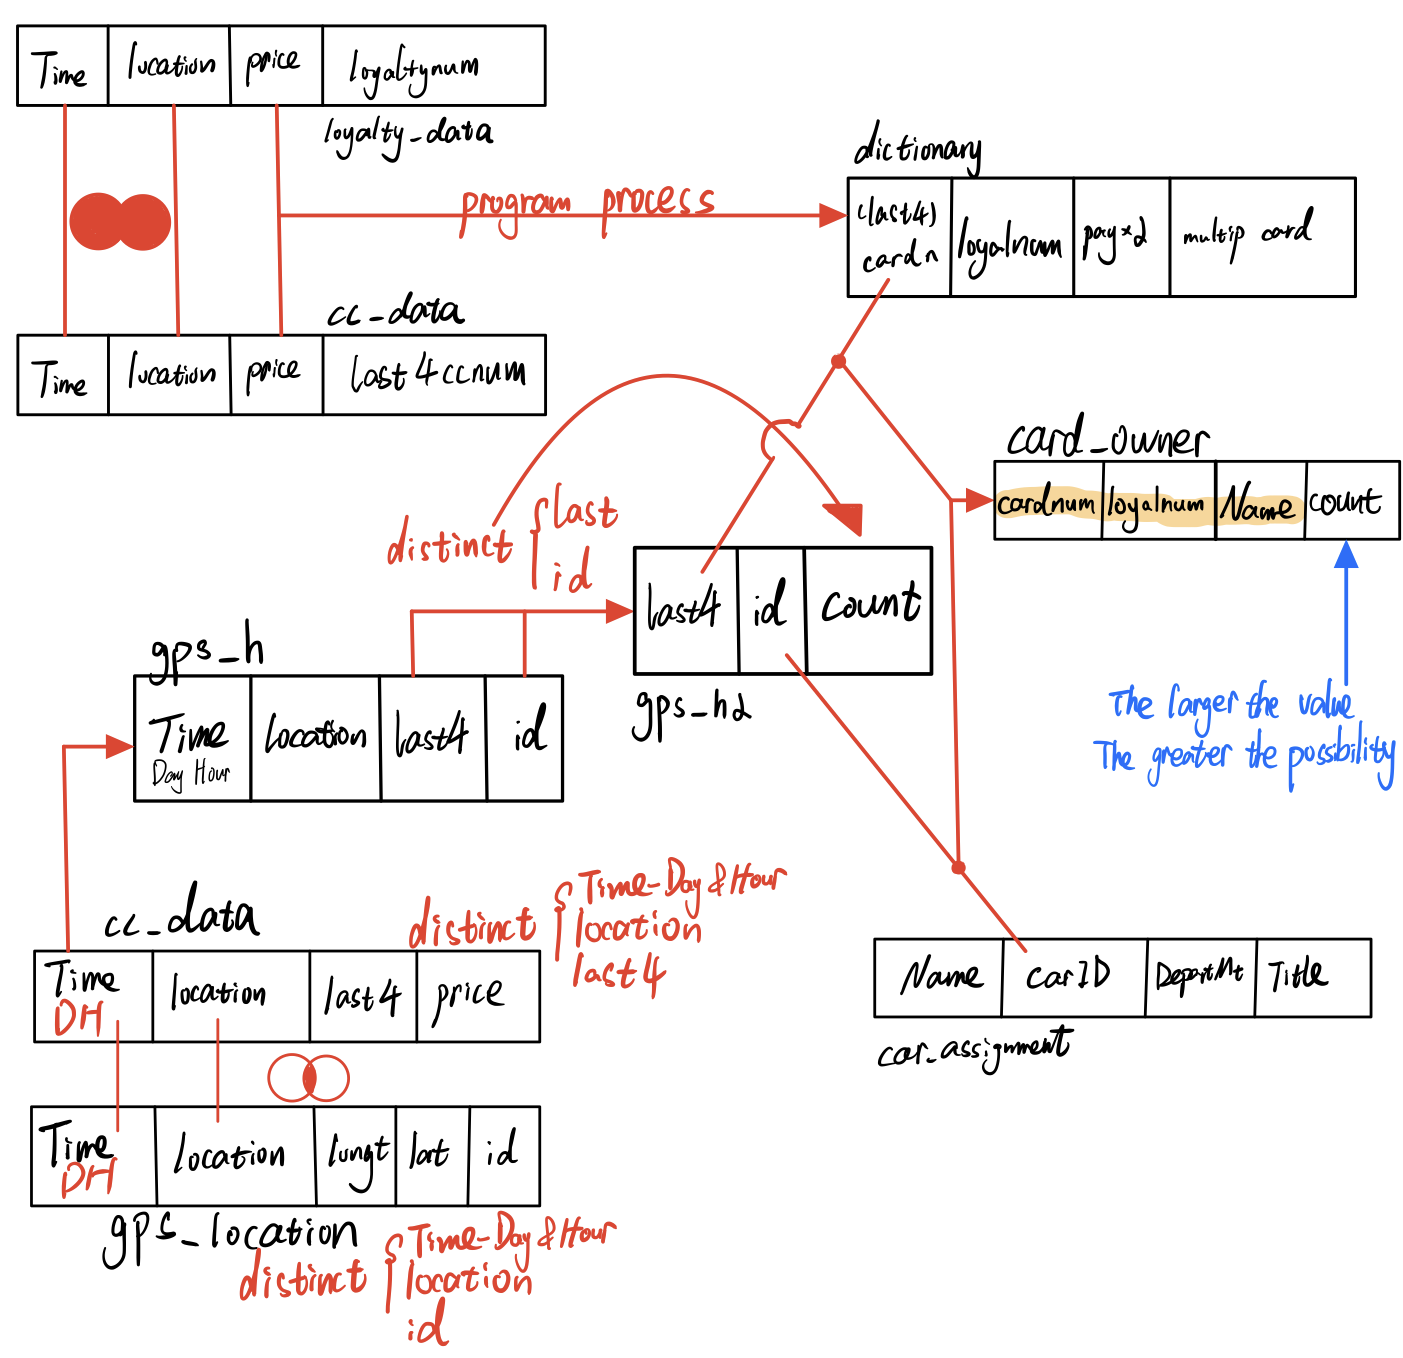 Time location price loyaltynum
loyalty_data
dictionary
program process
(last4) cardn loyalnum pay*2 multip card
cc_data
Time location price last4ccnum
card_owner
cardnum loyalnum Name count
distinct { last
id
last4 id count
gps_h2
gps_h
Time location last4 id
Day Hour
The larger the value
The greater the possibility
cc_data
distinct { Time-Day&Hour
location
last4
Time location last4 price
DH
Name carID DepartMt Title
car_assignment
Time location lungt lart id
DH
gps_location
distinct { Time-Day&Hour
location
id